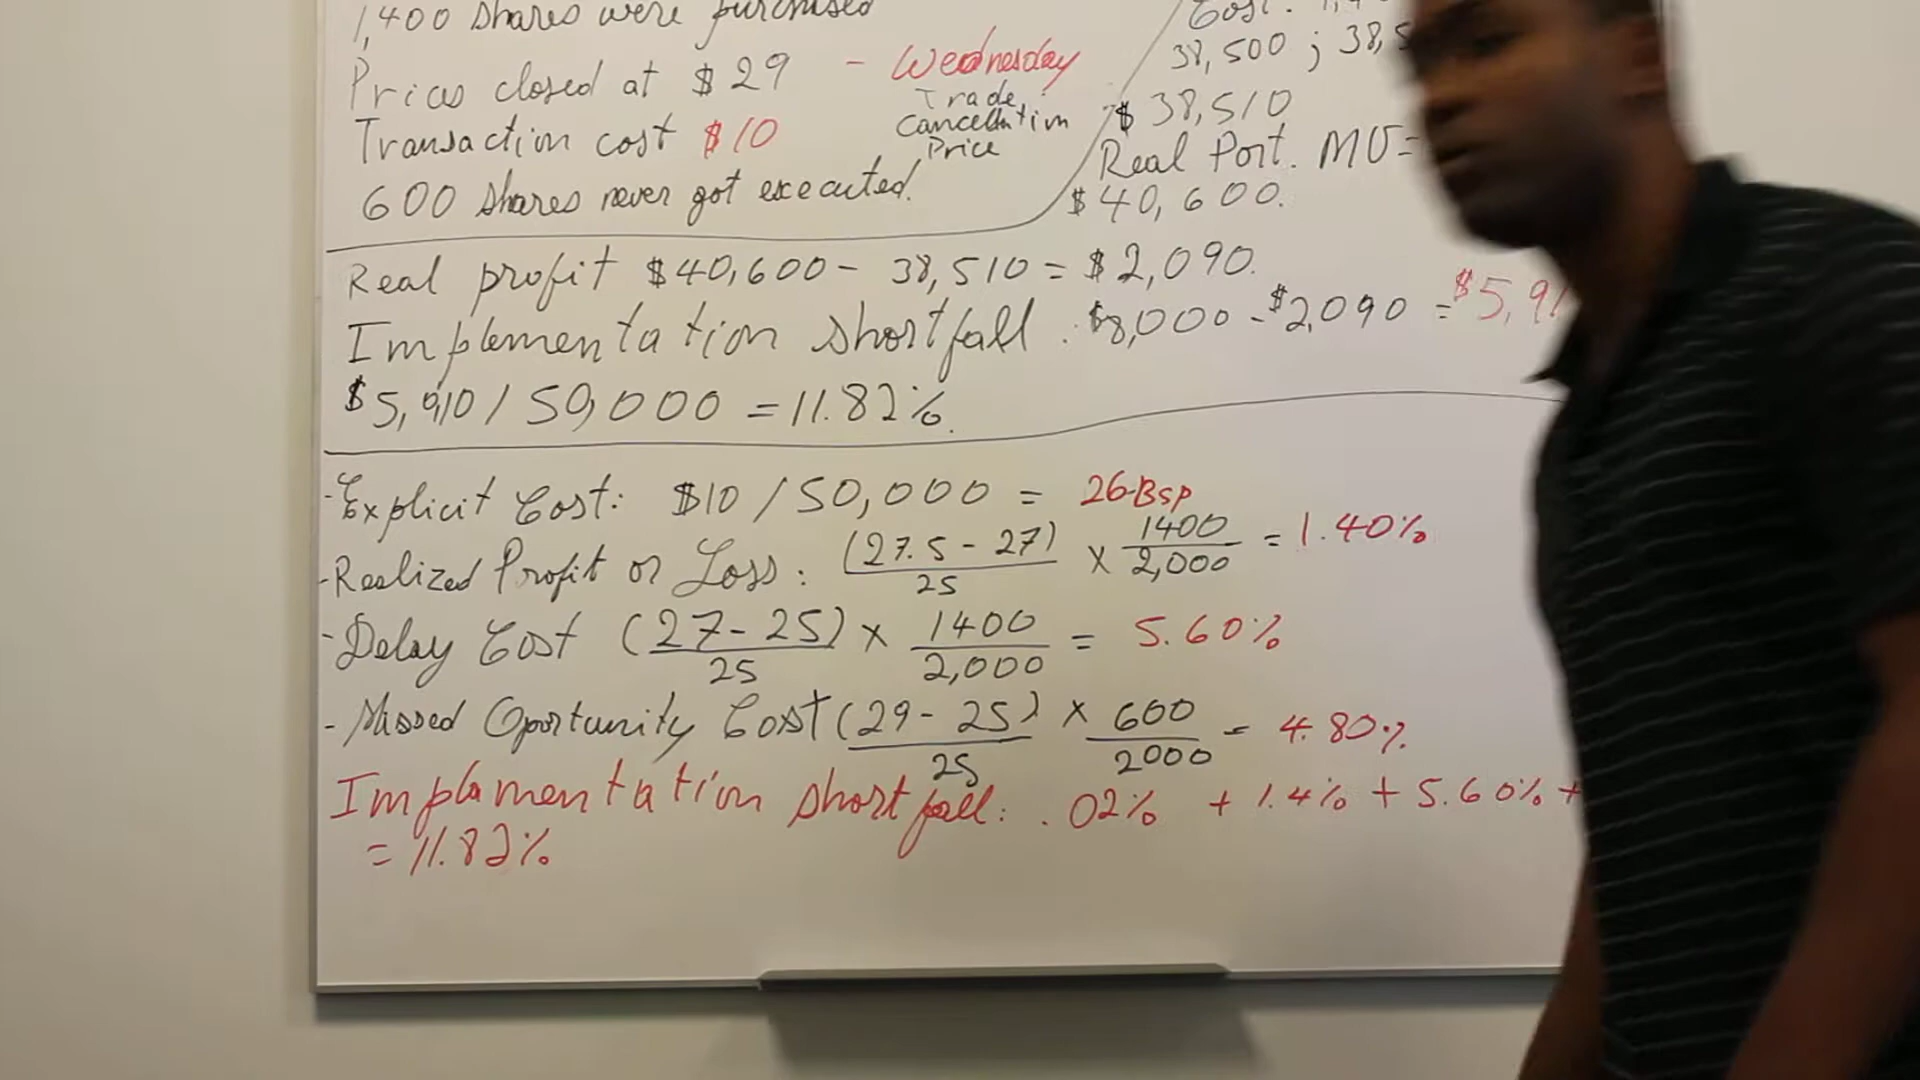 1,400 shares were purchased
Prices closed at $29 - Wednesday
Trade
Cancellation
Price
Transaction cost $10
600 shares never got executed.
Cost:
38,500 ; 38,5
$38,510
Real Port. MV=
$40,600.
Real profit $40,600 - 38,510 = $2,090.
Implementation shortfall . $8,000 - $2,090 = $5,91
$5,910 / 50,000 = 11.82%.
- Explicit Cost: $10 / 50,000 = 26-Bsp
- Realized Profit or Loss: (27.5 - 27)/25 x 1400/2,000 = 1.40%
- Delay Cost (27 - 25)/25 x 1400/2,000 = 5.60%
- Missed Oportunity Cost (29 - 25)/25 x 600/2000 = 4.80%
Implementation shortfall: .02% + 1.4% + 5.60% +
= 11.82%